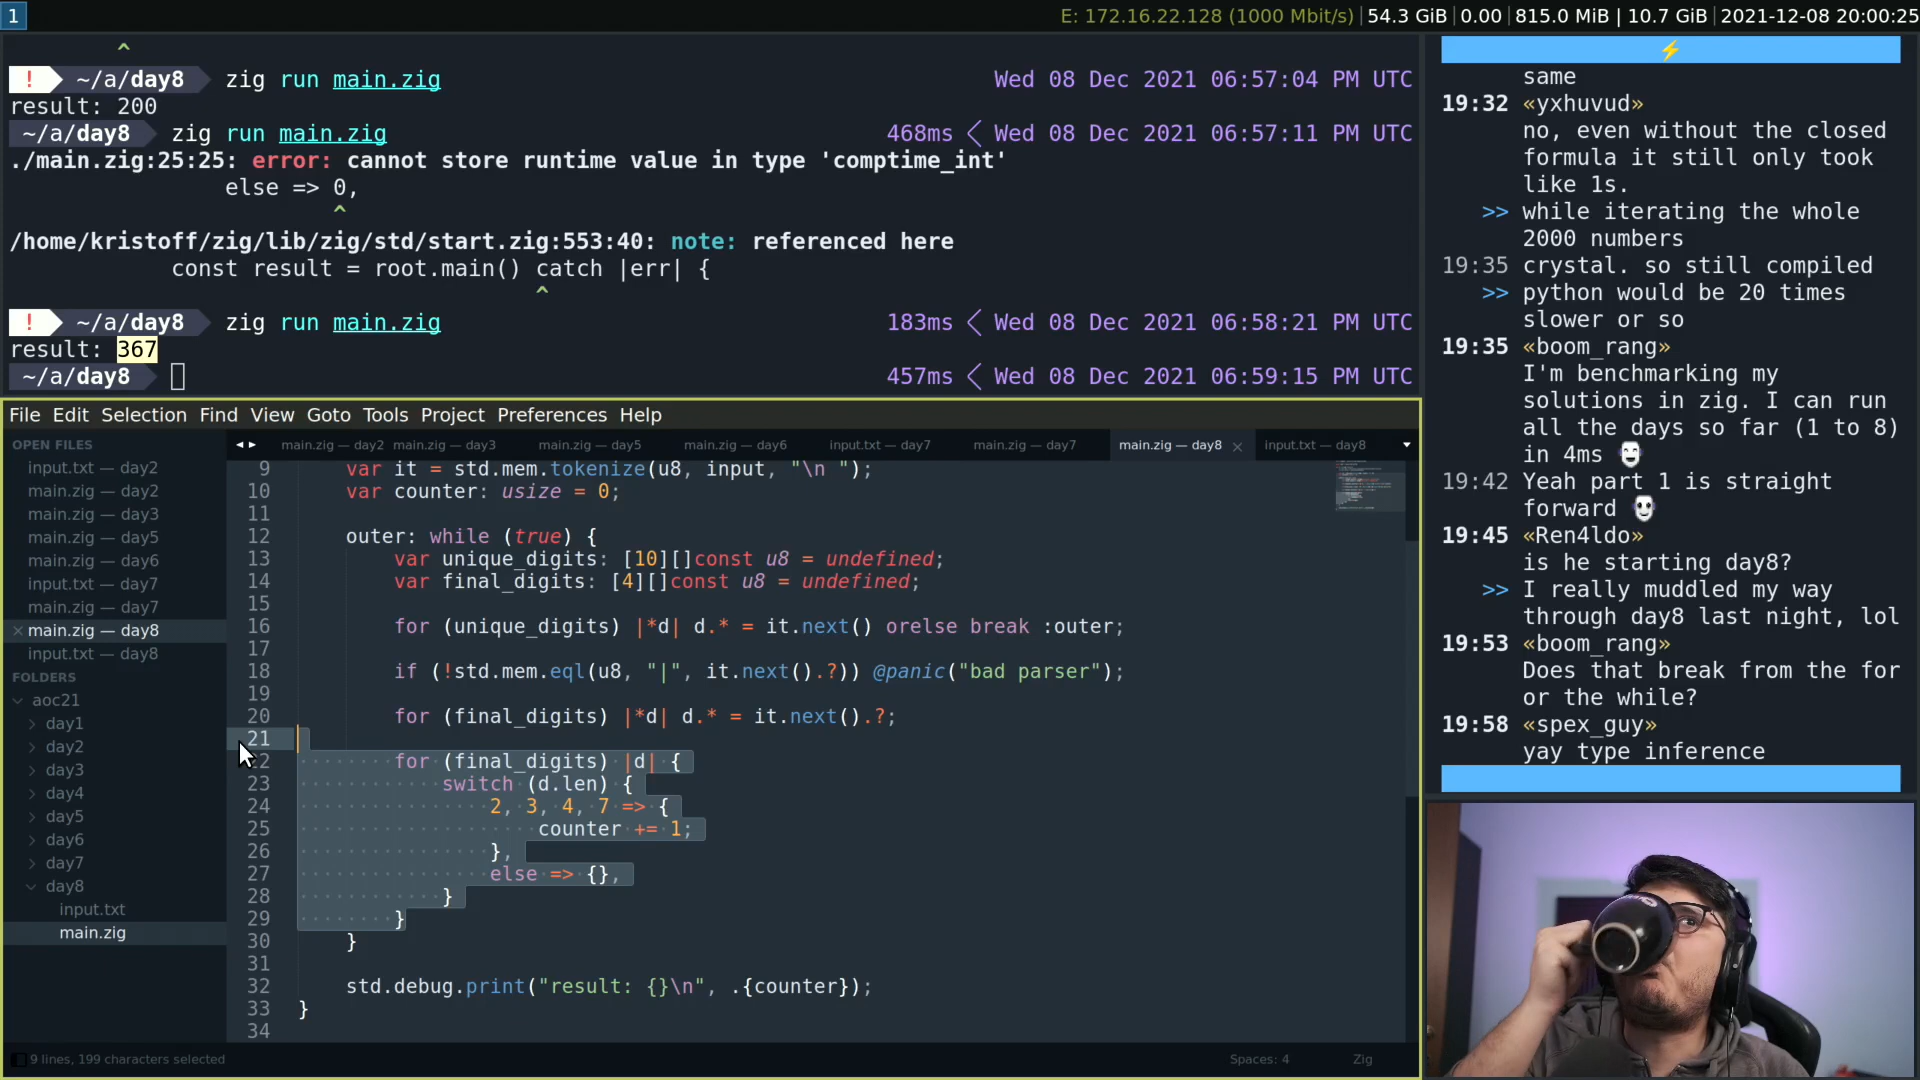 1
E: 172.16.22.128 (1000 Mbit/s) | 54.3 GiB | 0.00 | 815.0 MiB | 10.7 GiB | 2021-12-08 20:00:25
^
! ~/a/day8 zig run main.zig Wed 08 Dec 2021 06:57:04 PM UTC
result: 200
~/a/day8 zig run main.zig 468ms < Wed 08 Dec 2021 06:57:11 PM UTC
./main.zig:25:25: error: cannot store runtime value in type 'comptime_int'
else => 0,
^
/home/kristoff/zig/lib/zig/std/start.zig:553:40: note: referenced here
const result = root.main() catch |err| {
^
! ~/a/day8 zig run main.zig 183ms < Wed 08 Dec 2021 06:58:21 PM UTC
result: 367
~/a/day8 457ms < Wed 08 Dec 2021 06:59:15 PM UTC
File Edit Selection Find View Goto Tools Project Preferences Help
OPEN FILES
input.txt — day2
main.zig — day2
main.zig — day3
main.zig — day5
main.zig — day6
input.txt — day7
main.zig — day7
× main.zig — day8
input.txt — day8
FOLDERS
aoc21
day1
day2
day3
day4
day5
day6
day7
day8
input.txt
main.zig
main.zig — day2 main.zig — day3 main.zig — day5 main.zig — day6 input.txt — day7 main.zig — day7 main.zig — day8 × input.txt — day8
9 var it = std.mem.tokenize(u8, input, "\n ");
10 var counter: usize = 0;
11
12 outer: while (true) {
13 var unique_digits: [10][]const u8 = undefined;
14 var final_digits: [4][]const u8 = undefined;
15
16 for (unique_digits) |*d| d.* = it.next() orelse break :outer;
17
18 if (!std.mem.eql(u8, "|", it.next().?)) @panic("bad parser");
19
20 for (final_digits) |*d| d.* = it.next().?;
21
22 for (final_digits) |d| {
23 switch (d.len) {
24 2, 3, 4, 7 => {
25 counter += 1;
26 },
27 else => {},
28 }
29 }
30 }
31
32 std.debug.print("result: {}\n", .{counter});
33 }
34
9 lines, 199 characters selected Spaces: 4 Zig
⚡
same
19:32 «yxhuvud»
no, even without the closed
formula it still only took
like 1s.
>> while iterating the whole
2000 numbers
19:35 crystal. so still compiled
>> python would be 20 times
slower or so
19:35 «boom_rang»
I'm benchmarking my
solutions in zig. I can run
all the days so far (1 to 8)
in 4ms
19:42 Yeah part 1 is straight
forward
19:45 «Ren4ldo»
is he starting day8?
>> I really muddled my way
through day8 last night, lol
19:53 «boom_rang»
Does that break from the for
or the while?
19:58 «spex_guy»
yay type inference